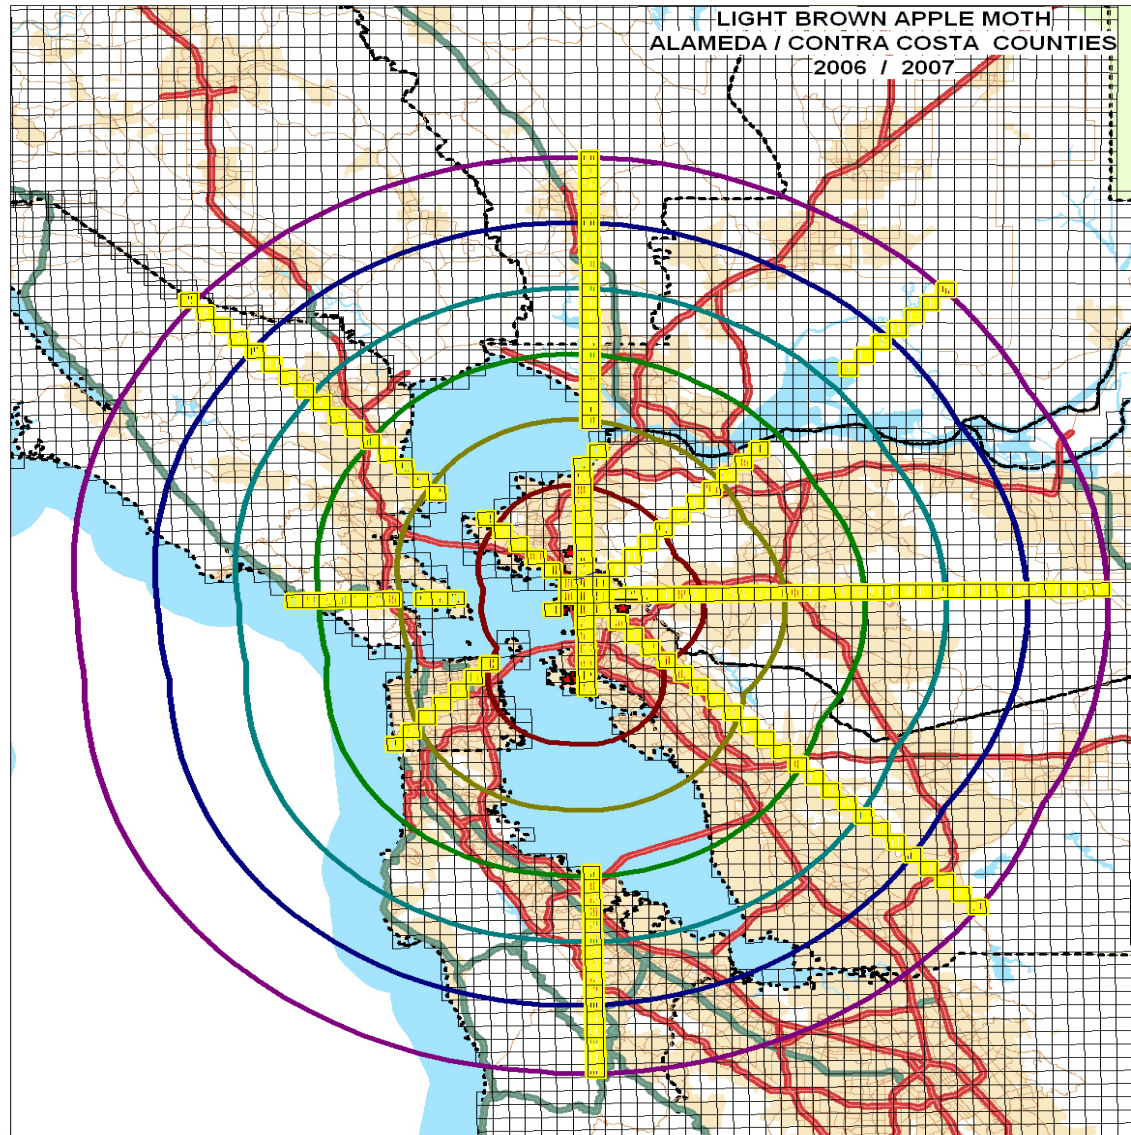 LIGHT BROWN APPLE MOTH
ALAMEDA / CONTRA COSTA COUNTIES
2006 / 2007